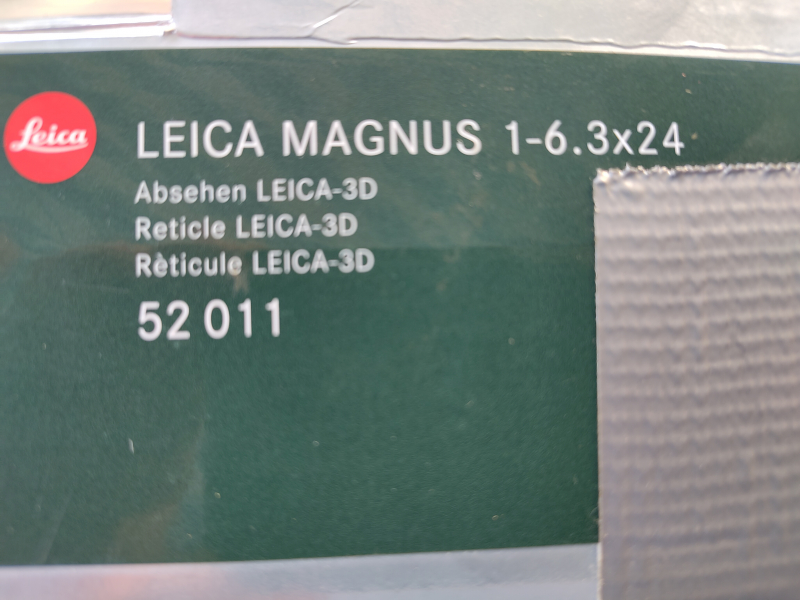 Leica
LEICA MAGNUS 1-6.3x24
Absehen LEICA-3D
Reticle LEICA-3D
Rèticule LEICA-3D
52 011